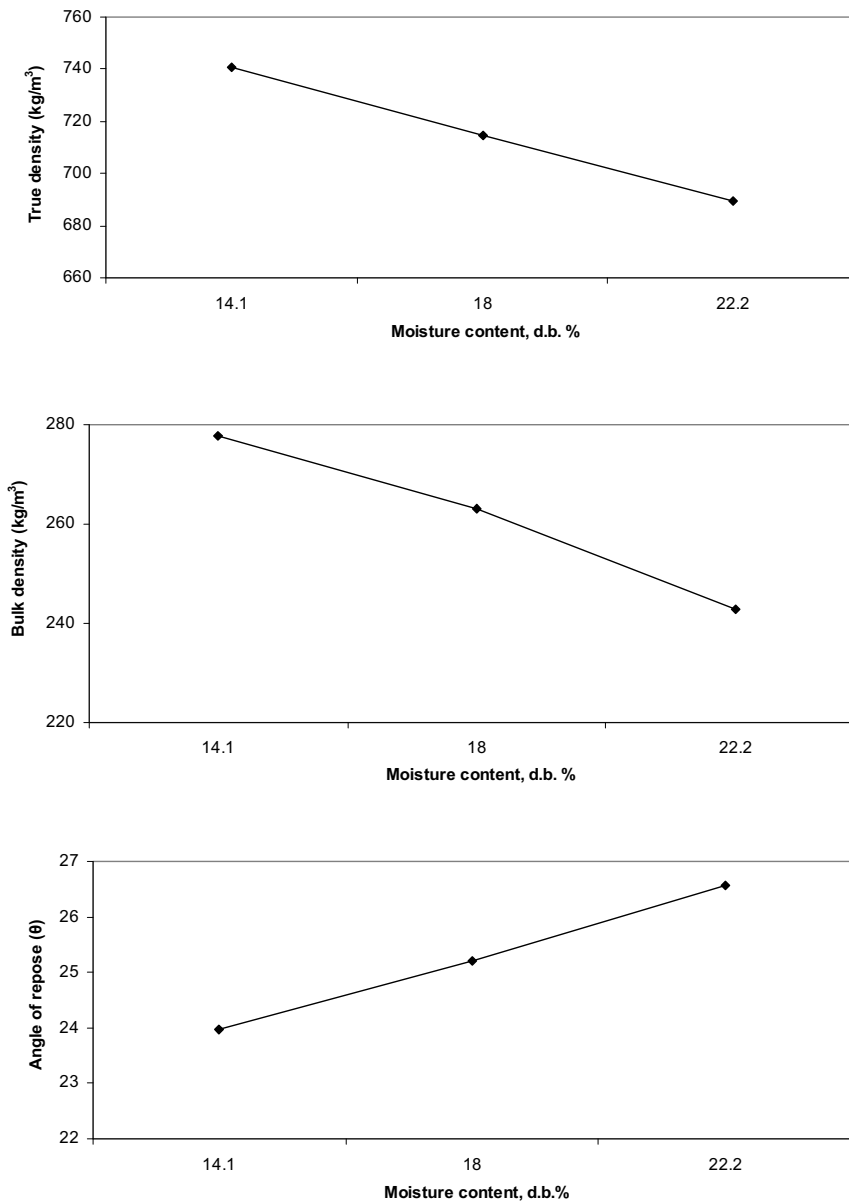 760
740
720
700
680
660
True density (kg/m³)
14.1 18 22.2
Moisture content, d.b. %
280
260
240
220
Bulk density (kg/m³)
14.1 18 22.2
Moisture content, d.b. %
27
26
25
24
23
22
Angle of repose (θ)
14.1 18 22.2
Moisture content, d.b.%